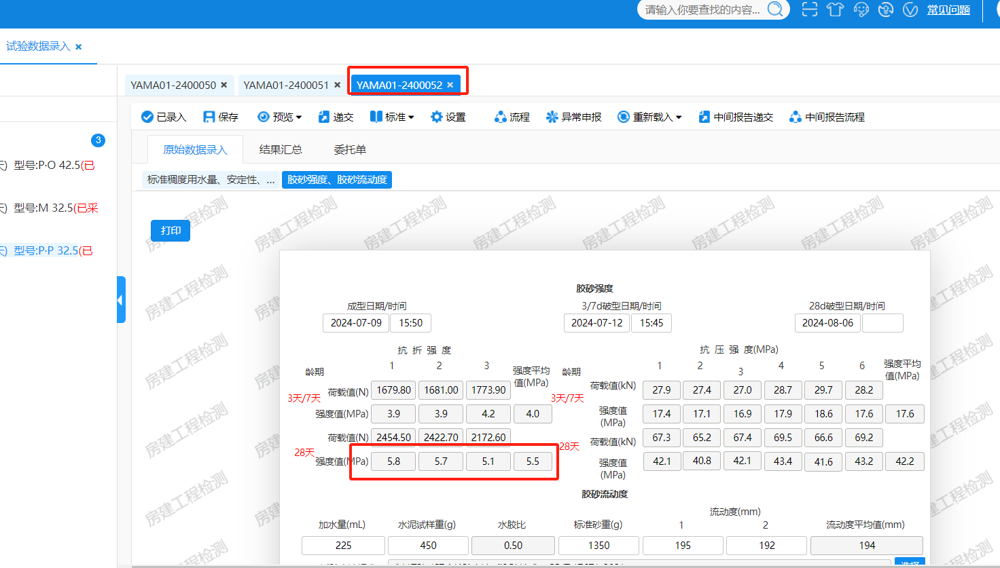 请输入你要查找的内容... 常见问题
试验数据录入 ×
YAMA01-2400050 × YAMA01-2400051 × YAMA01-2400052 ×
已录入 保存 预览 递交 标准 设置 流程 异常申报 重新载入 中间报告递交 中间报告流程
原始数据录入 结果汇总 委托单
3
天) 型号:P·O 42.5(已
天) 型号:M 32.5(已采
天) 型号:P·P 32.5(已
标准稠度用水量、安定性、... 胶砂强度、胶砂流动度
打印
房建工程检测
胶砂强度
成型日期/时间 3/7d破型日期/时间 28d破型日期/时间
2024-07-09 15:50 2024-07-12 15:45 2024-08-06
抗 折 强 度 抗 压 强 度(MPa)
龄期 1 2 3 强度平均值(MPa) 龄期 1 2 3 4 5 6 强度平均值(MPa)
3天/7天 荷载值(N) 1679.80 1681.00 1773.90 3天/7天 荷载值(kN) 27.9 27.4 27.0 28.7 29.7 28.2
强度值(MPa) 3.9 3.9 4.2 4.0 强度值(MPa) 17.4 17.1 16.9 17.9 18.6 17.6 17.6
28天 荷载值(N) 2454.50 2422.70 2172.60 28天 荷载值(kN) 67.3 65.2 67.4 69.5 66.6 69.2
强度值(MPa) 5.8 5.7 5.1 5.5 强度值(MPa) 42.1 40.8 42.1 43.4 41.6 43.2 42.2
胶砂流动度
流动度(mm)
加水量(mL) 水泥试样重(g) 水胶比 标准砂重(g) 1 2 流动度平均值(mm)
225 450 0.50 1350 195 192 194